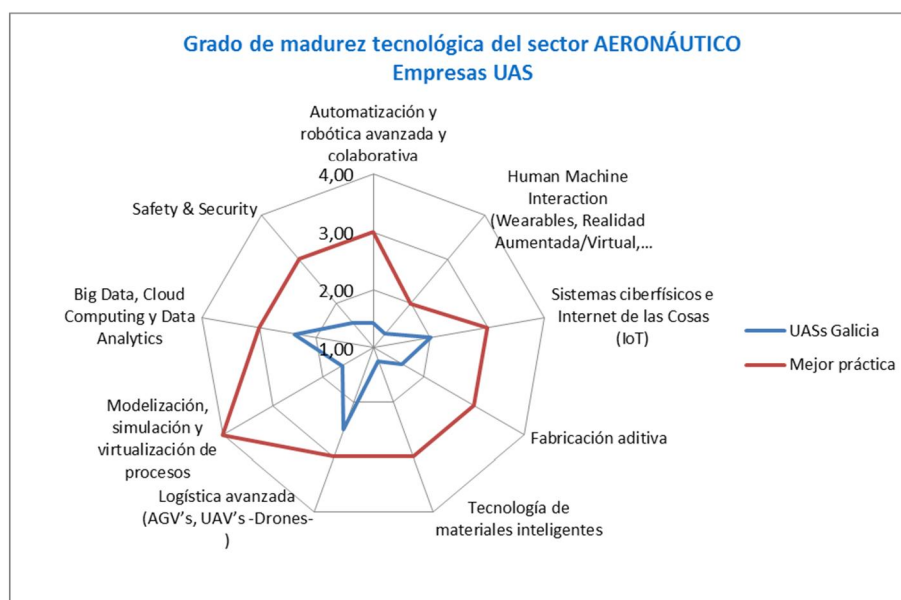 Grado de madurez tecnológica del sector AERONÁUTICO
Empresas UAS
Automatización y
robótica avanzada y
colaborativa
4,00
3,00
2,00
1,00
Human Machine
Interaction
(Wearables, Realidad
Aumentada/Virtual,...
Sistemas ciberfísicos e
Internet de las Cosas
(IoT)
Fabricación aditiva
Tecnología de
materiales inteligentes
Logística avanzada
(AGV's, UAV's -Drones-
)
Modelización,
simulación y
virtualización de
procesos
Big Data, Cloud
Computing y Data
Analytics
Safety & Security
UASs Galicia
Mejor práctica